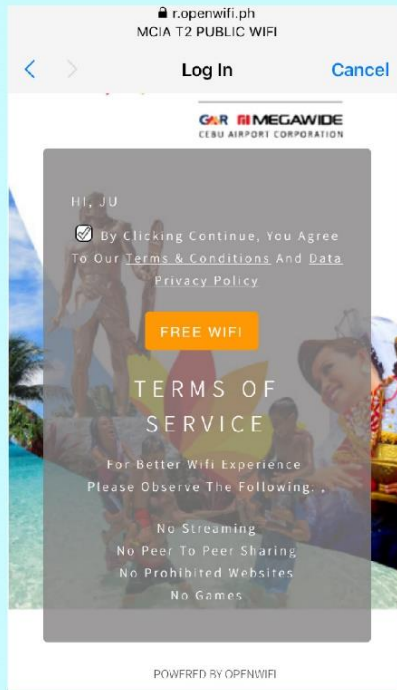 r.openwifi.ph
MCIA T2 PUBLIC WIFI
Log In
Cancel
GMR MEGAWIDE
CEBU AIRPORT CORPORATION
HI, JU
By Clicking Continue, You Agree
To Our Terms & Conditions And Data
Privacy Policy
FREE WIFI
TERMS OF
SERVICE
For Better Wifi Experience
Please Observe The Following: ,
No Streaming
No Peer To Peer Sharing
No Prohibited Websites
No Games
POWERED BY OPENWIFI